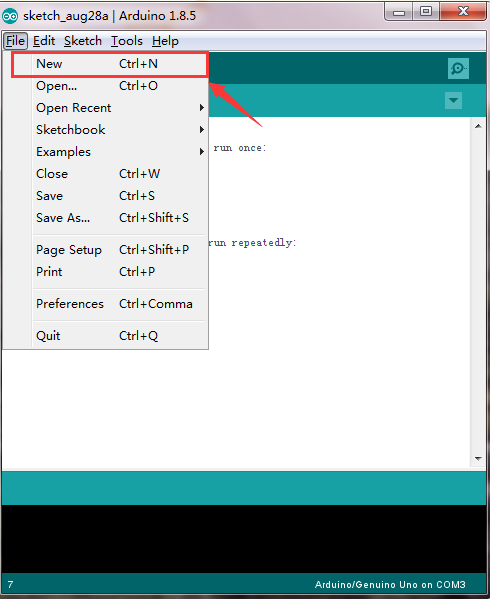 sketch_aug28a | Arduino 1.8.5
File Edit Sketch Tools Help
New Ctrl+N
Open... Ctrl+O
Open Recent
Sketchbook
Examples
Close Ctrl+W
Save Ctrl+S
Save As... Ctrl+Shift+S
Page Setup Ctrl+Shift+P
Print Ctrl+P
Preferences Ctrl+Comma
Quit Ctrl+Q
run once:
run repeatedly:
7 Arduino/Genuino Uno on COM3